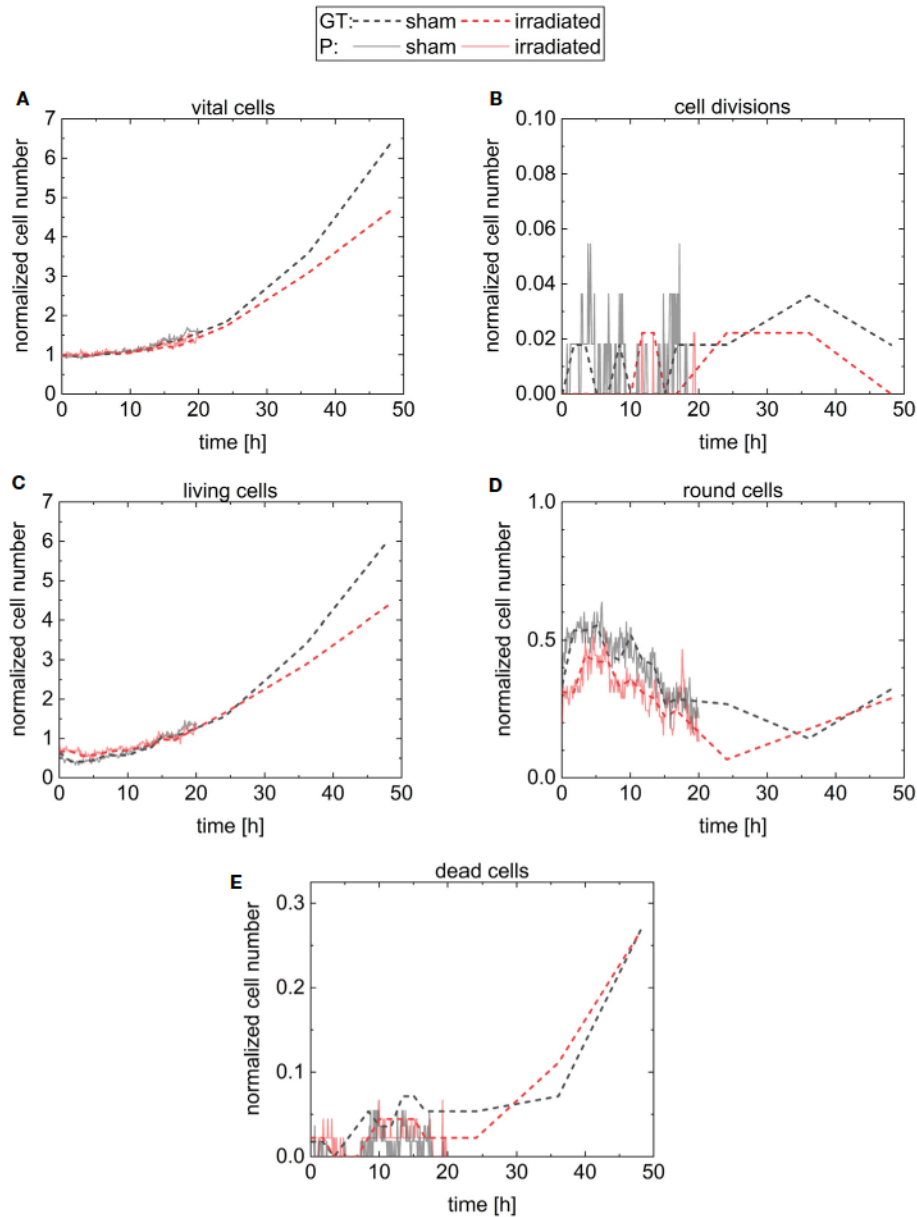 GT: sham irradiated
P: sham irradiated
A
vital cells
normalized cell number
7
6
5
4
3
2
1
0
0 10 20 30 40 50
time [h]
B
cell divisions
normalized cell number
0.10
0.08
0.06
0.04
0.02
0.00
0 10 20 30 40 50
time [h]
C
living cells
normalized cell number
7
6
5
4
3
2
1
0
0 10 20 30 40 50
time [h]
D
round cells
normalized cell number
1.0
0.5
0.0
0 10 20 30 40 50
time [h]
E
dead cells
normalized cell number
0.3
0.2
0.1
0.0
0 10 20 30 40 50
time [h]